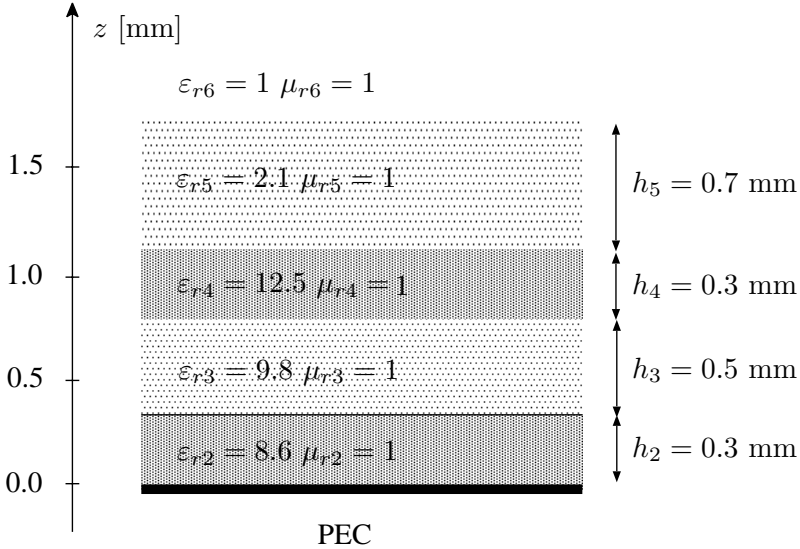 z [mm]
ε_{r6} = 1 μ_{r6} = 1
1.5
ε_{r5} = 2.1 μ_{r5} = 1
h_5 = 0.7 mm
1.0
ε_{r4} = 12.5 μ_{r4} = 1
h_4 = 0.3 mm
0.5
ε_{r3} = 9.8 μ_{r3} = 1
h_3 = 0.5 mm
ε_{r2} = 8.6 μ_{r2} = 1
h_2 = 0.3 mm
0.0
PEC